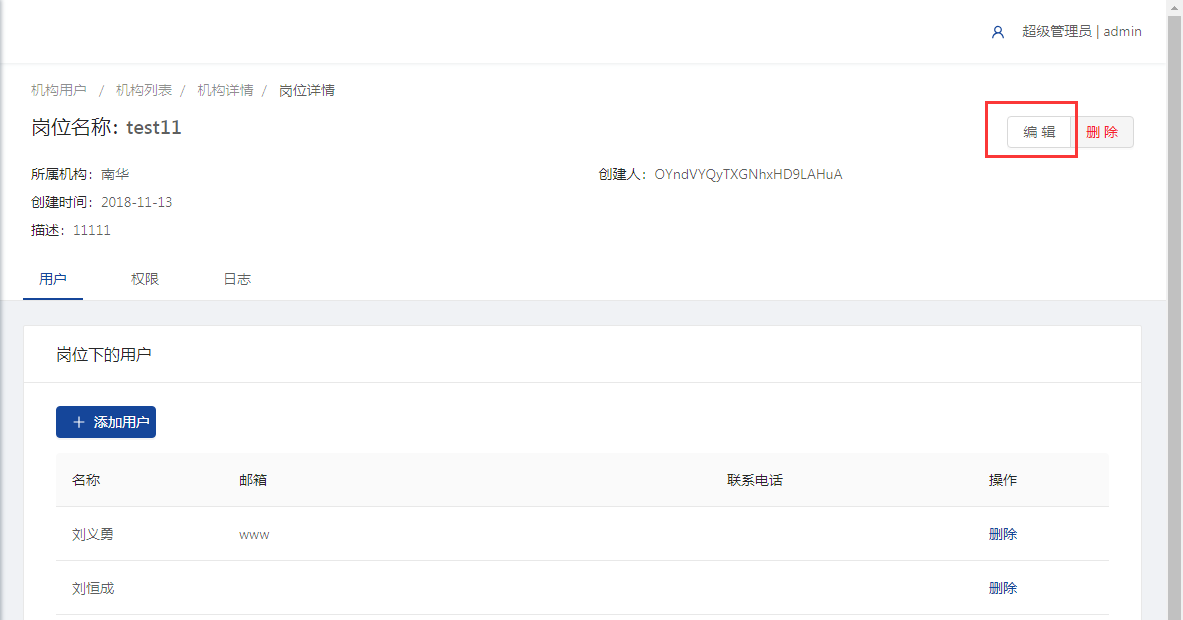 超级管理员 | admin
机构用户 / 机构列表 / 机构详情 / 岗位详情
岗位名称：test11
编 辑 删 除
所属机构：南华 创建人：OYndVYQyTXGNhxHD9LAHuA
创建时间：2018-11-13
描述：11111
用户 权限 日志
岗位下的用户
+ 添加用户
名称 邮箱 联系电话 操作
刘义勇 www 删除
刘恒成 删除